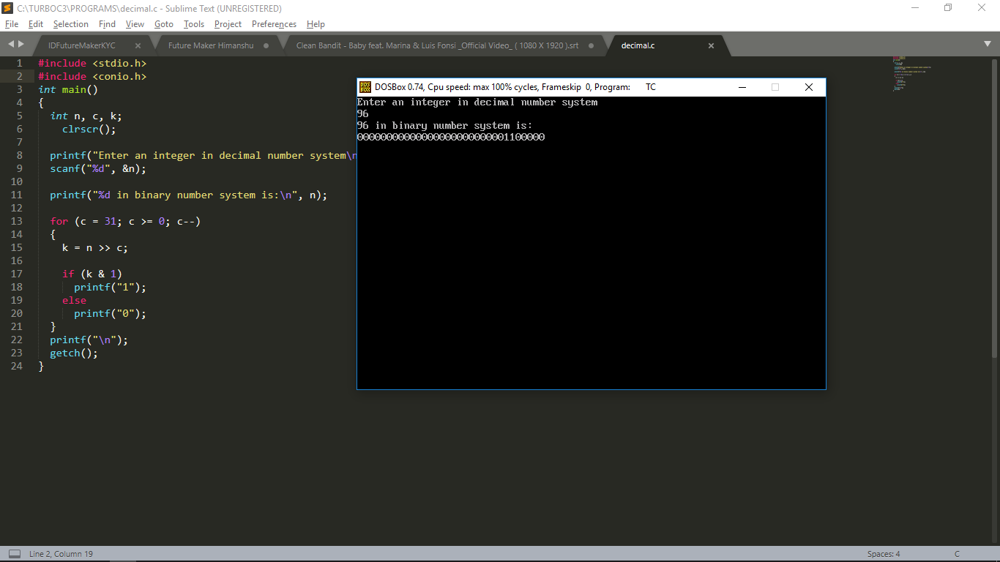 C:\TURBOC3\PROGRAMS\decimal.c - Sublime Text (UNREGISTERED)
File Edit Selection Find View Goto Tools Project Preferences Help
IDFutureMakerKYC Future Maker Himanshu Clean Bandit - Baby feat. Marina & Luis Fonsi _Official Video_ ( 1080 X 1920 ).srt decimal.c
1 #include <stdio.h>
2 #include <conio.h>
3 int main()
4 {
5 int n, c, k;
6 clrscr();
7
8 printf("Enter an integer in decimal number system\n
9 scanf("%d", &n);
10
11 printf("%d in binary number system is:\n", n);
12
13 for (c = 31; c >= 0; c--)
14 {
15 k = n >> c;
16
17 if (k & 1)
18 printf("1");
19 else
20 printf("0");
21 }
22 printf("\n");
23 getch();
24 }
DOS BOX
DOSBox 0.74, Cpu speed: max 100% cycles, Frameskip 0, Program: TC
Enter an integer in decimal number system
96
96 in binary number system is:
00000000000000000000000001100000
Line 2, Column 19 Spaces: 4 C